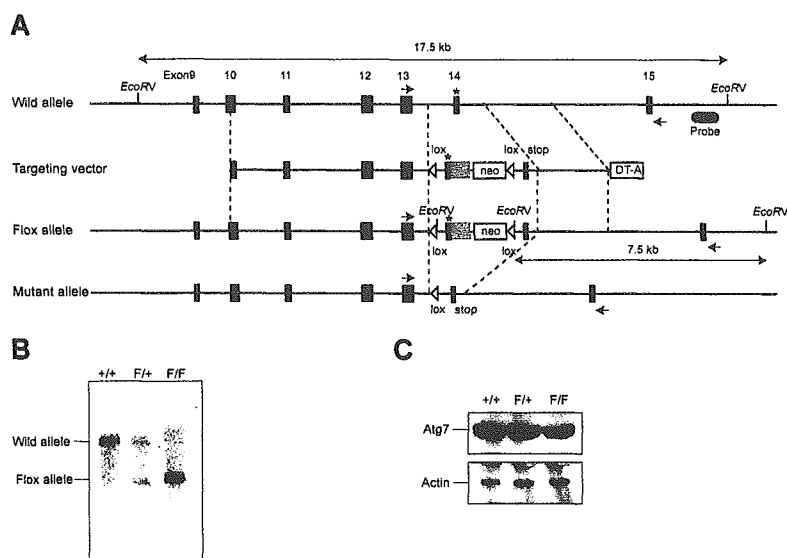 A
17.5 kb
EcoRV Exon9 10 11 12 13 14 15 EcoRV
Wild allele
Probe
lox lox stop
Targeting vector neo DT-A
EcoRV EcoRV EcoRV
Flox allele neo
lox lox
7.5 kb
Mutant allele
lox stop
B
+/+ F/+ F/F
Wild allele
Flox allele
C
+/+ F/+ F/F
Atg7
Actin